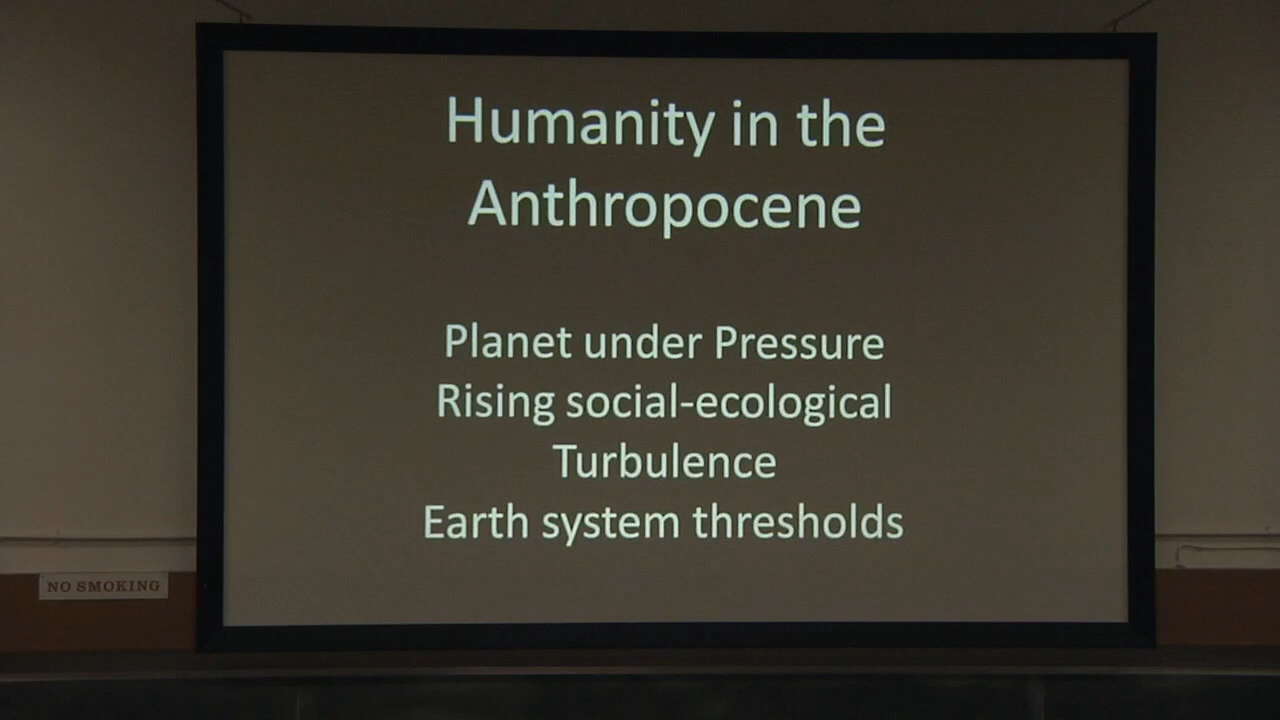 Humanity in the
Anthropocene
Planet under Pressure
Rising social-ecological
Turbulence
Earth system thresholds
NO SMOKING